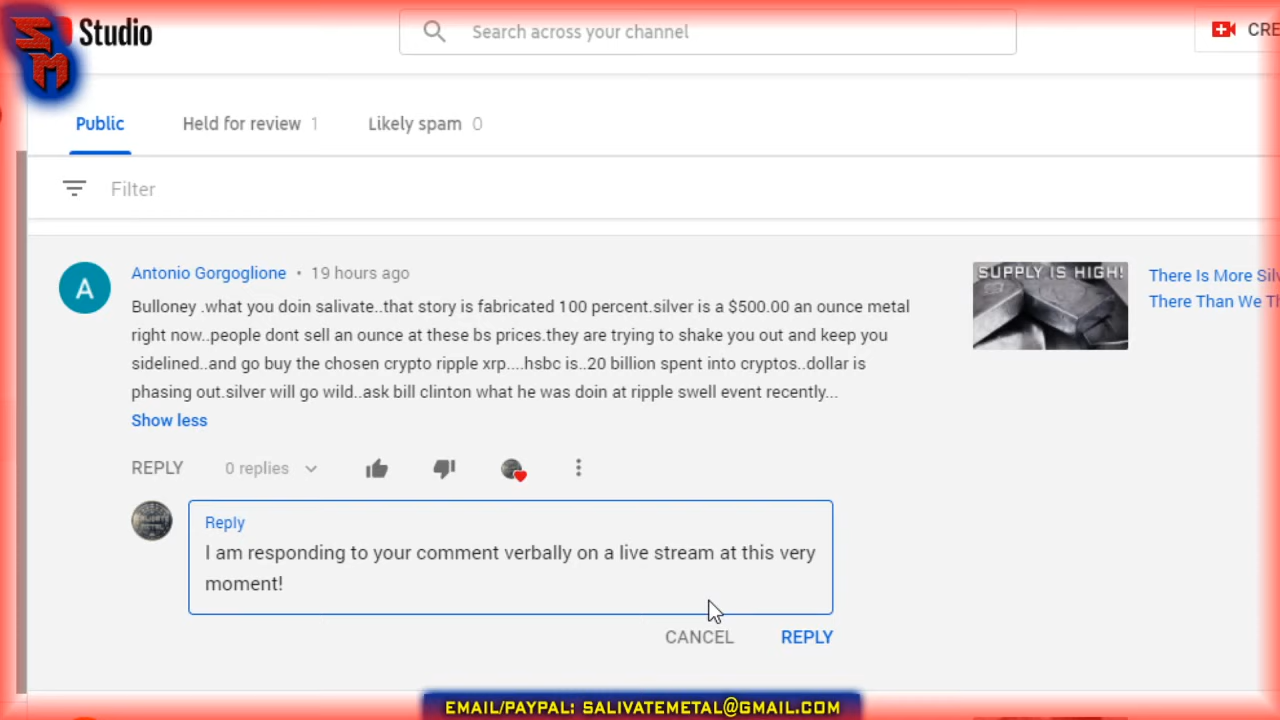 SM
Studio
Search across your channel
CRE
Public
Held for review 1
Likely spam 0
Filter
A
Antonio Gorgoglione • 19 hours ago
Bulloney .what you doin salivate..that story is fabricated 100 percent.silver is a $500.00 an ounce metal
right now..people dont sell an ounce at these bs prices.they are trying to shake you out and keep you
sidelined..and go buy the chosen crypto ripple xrp....hsbc is..20 billion spent into cryptos..dollar is
phasing out.silver will go wild..ask bill clinton what he was doin at ripple swell event recently...
Show less
SUPPLY IS HIGH!
There Is More Silv
There Than We Th
REPLY
0 replies
SALIVATE
METAL
Reply
I am responding to your comment verbally on a live stream at this very
moment!
CANCEL
REPLY
EMAIL/PAYPAL: SALIVATEMETAL@GMAIL.COM